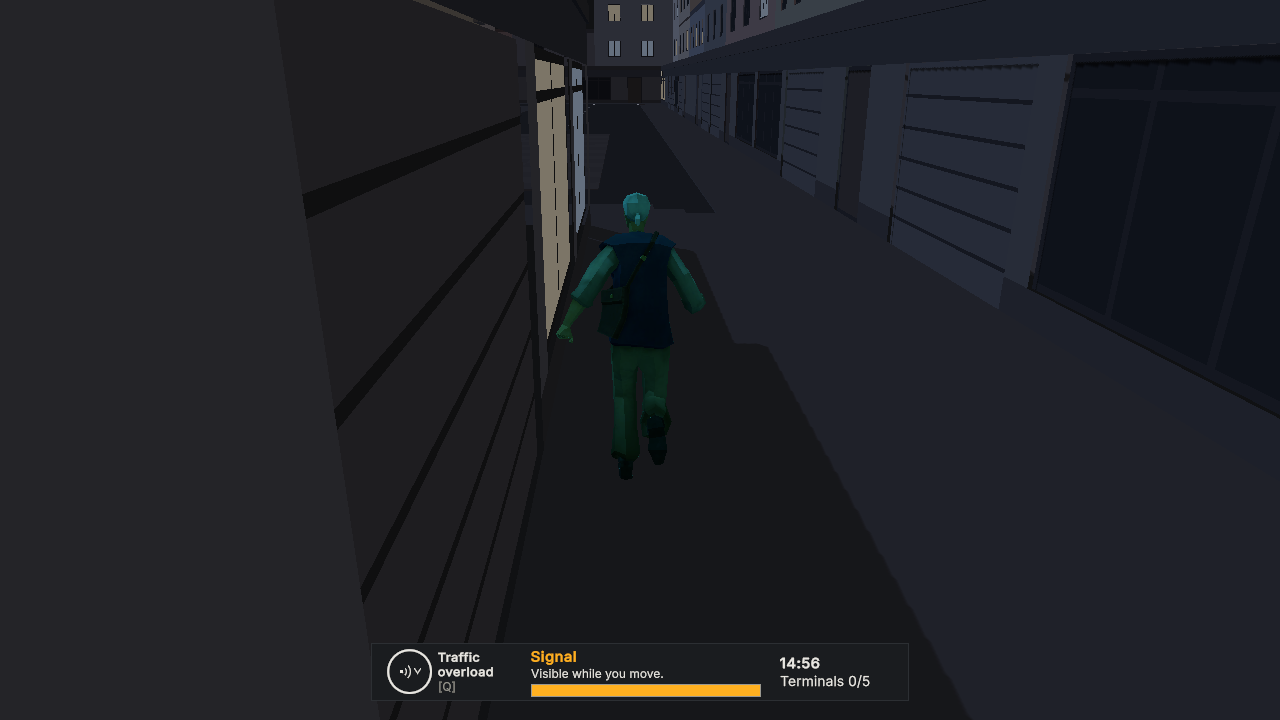 Traffic
overload
[Q]
Signal
Visible while you move.
14:56
Terminals 0/5